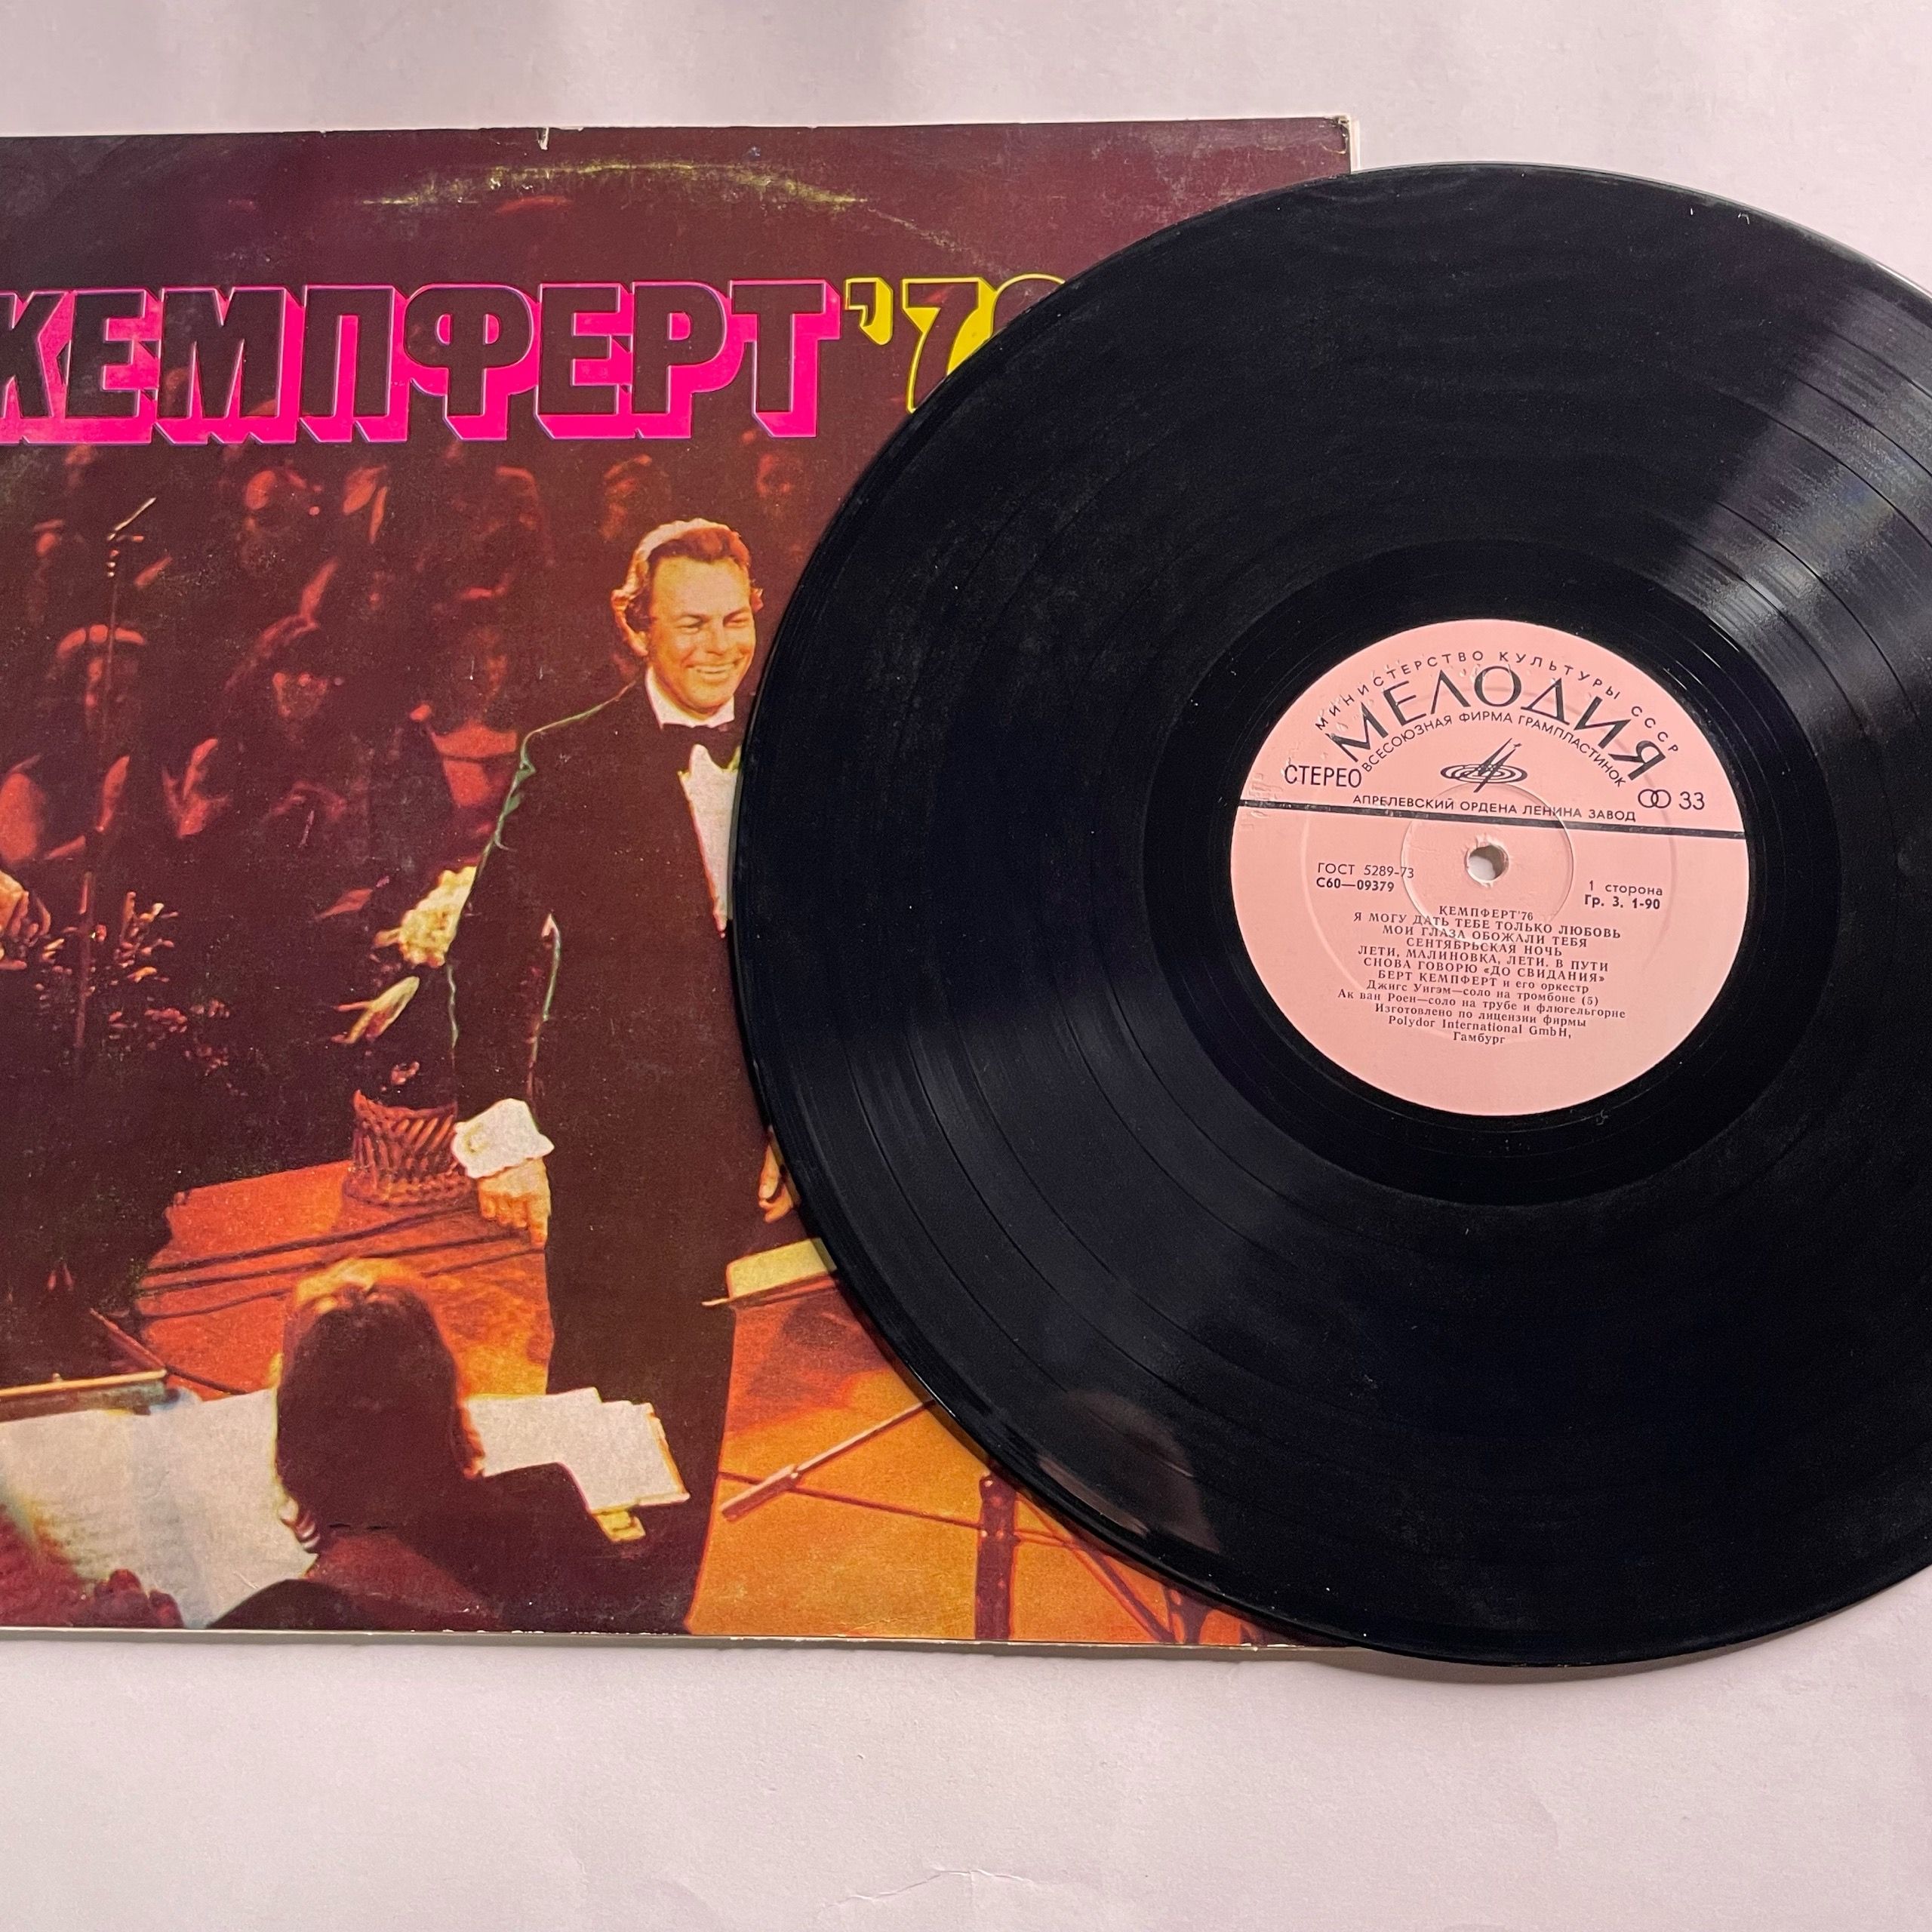 КЕМПФЕРТ'7
МИНИСТЕРСТВО КУЛЬТУРЫ СССР
МЕЛОДИЯ
ВСЕСОЮЗНАЯ ФИРМА ГРАМПЛАСТИНОК
СТЕРЕО
33
АПРЕЛЕВСКИЙ ОРДЕНА ЛЕНИНА ЗАВОД
ГОСТ 5289-73
С60—09379
1 сторона
Гр. 3. 1-90
КЕМПФЕРТ'76
Я МОГУ ДАТЬ ТЕБЕ ТОЛЬКО ЛЮБОВЬ
МОИ ГЛАЗА ОБОЖАЛИ ТЕБЯ
СЕНТЯБРЬСКАЯ НОЧЬ
ЛЕТИ, МАЛИНОВКА, ЛЕТИ. В ПУТИ
СНОВА ГОВОРЮ «ДО СВИДАНИЯ»
БЕРТ КЕМПФЕРТ и его оркестр
Джигс Уигэм—соло на тромбоне (5)
Ак ван Роен—соло на трубе и флюгельгорне
Изготовлено по лицензии фирмы
Polydor International GmbH,
Гамбург